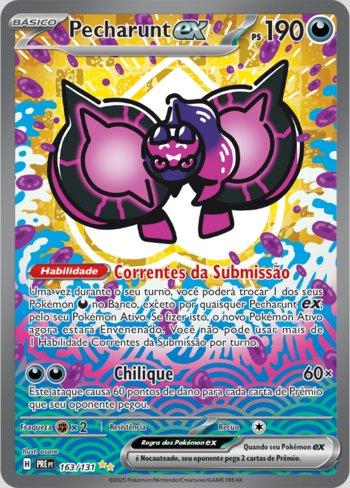 BÁSICO Pecharunt ex PS 190
Habilidade Correntes da Submissão
Uma vez durante o seu turno, você poderá trocar 1 dos seus
Pokémon no Banco, exceto por quaisquer Pecharunt ex
pelo seu Pokémon Ativo. Se fizer isto, o novo Pokémon Ativo
agora estará Envenenado. Você não pode usar mais de
1 Habilidade Correntes da Submissão por turno.
Chilique 60×
Este ataque causa 60 pontos de dano para cada carta de Prêmio
que seu oponente pegou.
Fraqueza ×2 Resistência Recuo
Ilust. osare
Regra dos Pokémon ex
Quando seu Pokémon ex
é Nocauteado, seu oponente pega 2 cartas de Prêmio.
H PRE PT 163/131
©2025 Pokémon/Nintendo/Creatures/GAME FREAK